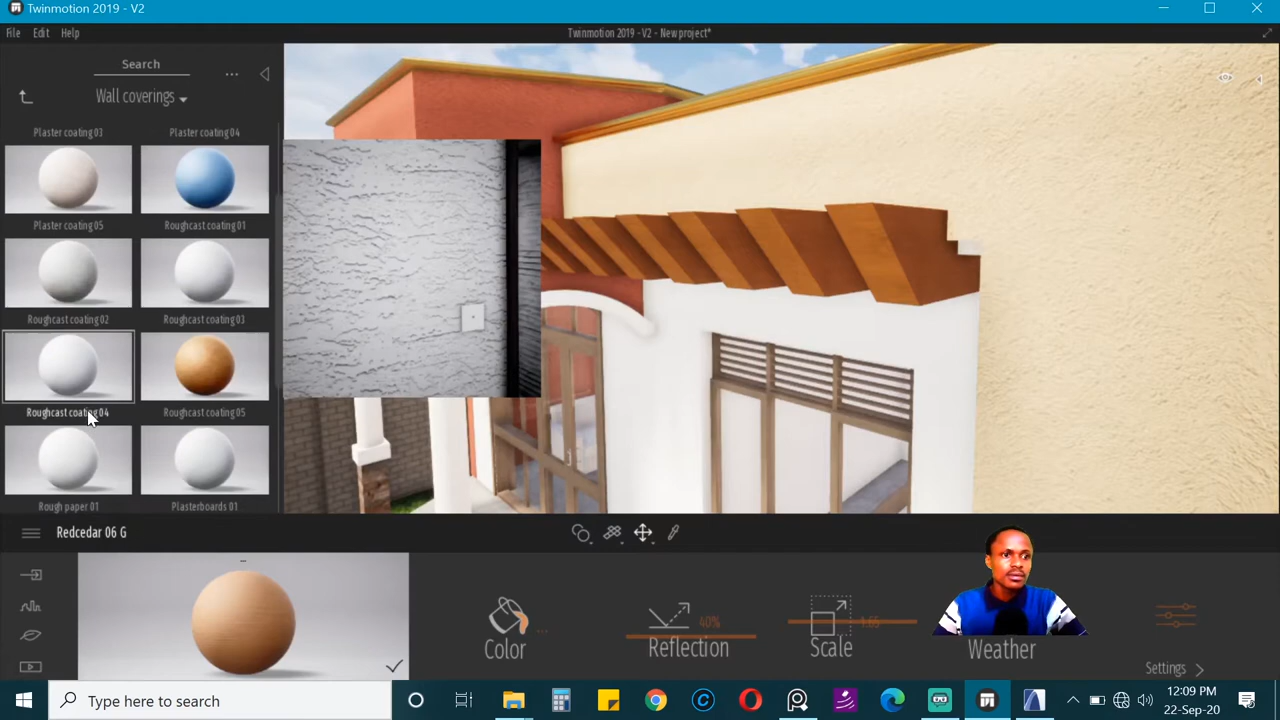 Twinmotion 2019 - V2
File Edit Help
Twinmotion 2019 - V2 - New project*
Search
...
Wall coverings
Plaster coating 03
Plaster coating 04
Plaster coating 05
Roughcast coating 01
Roughcast coating 02
Roughcast coating 03
Roughcast coating 04
Roughcast coating 05
Rough paper 01
Plasterboards 01
Redcedar 06 G
...
Color
...
40%
Reflection
1.65
Scale
Weather
Settings
Type here to search
12:09 PM
22-Sep-20